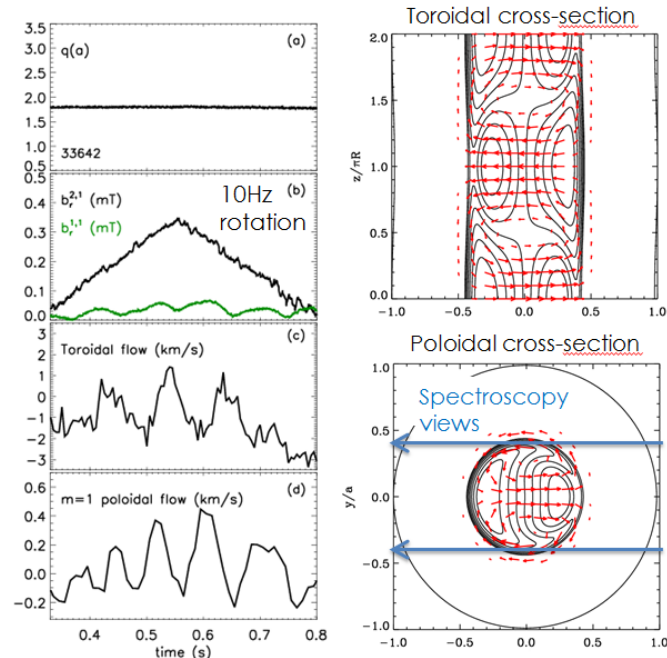 3.5
3.0
2.5
2.0
1.5
1.0
0.5
q(a)
(a)
33642
0.5
0.4
0.3
0.2
0.1
0.0
b_r^{2,1} (mT)
b_r^{1,1} (mT)
(b)
10Hz
rotation
3
2
1
0
-1
-2
-3
(c)
Toroidal flow (km/s)
0.6
0.4
0.2
0.0
-0.2
m=1 poloidal flow (km/s)
(d)
0.4 0.5 0.6 0.7 0.8
time (s)
Toroidal cross-section
2.0
1.5
1.0
0.5
0.0
z/πR
-1.0 -0.5 0.0 0.5 1.0
Poloidal cross-section
1.0
0.5
0.0
-0.5
-1.0
y/a
Spectroscopy
views
-1.0 -0.5 0.0 0.5 1.0